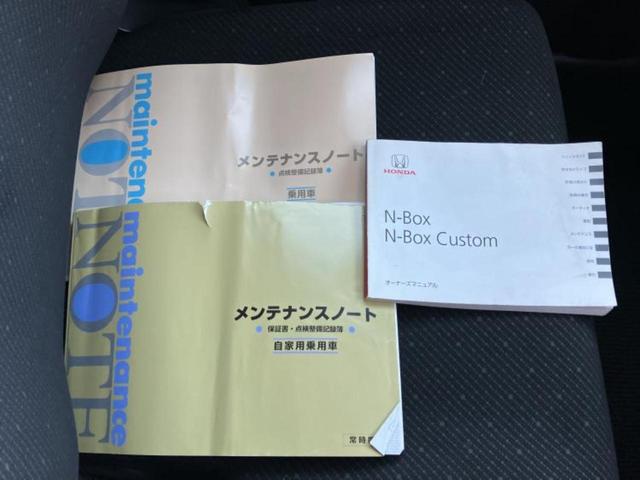 maintenance
NOTE
メンテナンスノート
点検整備記録簿
乗用車
maintenance
NOTE
メンテナンスノート
保証書・点検整備記録簿
自家用乗用車
常時
HONDA
N-Box
N-Box Custom
オーナーズマニュアル